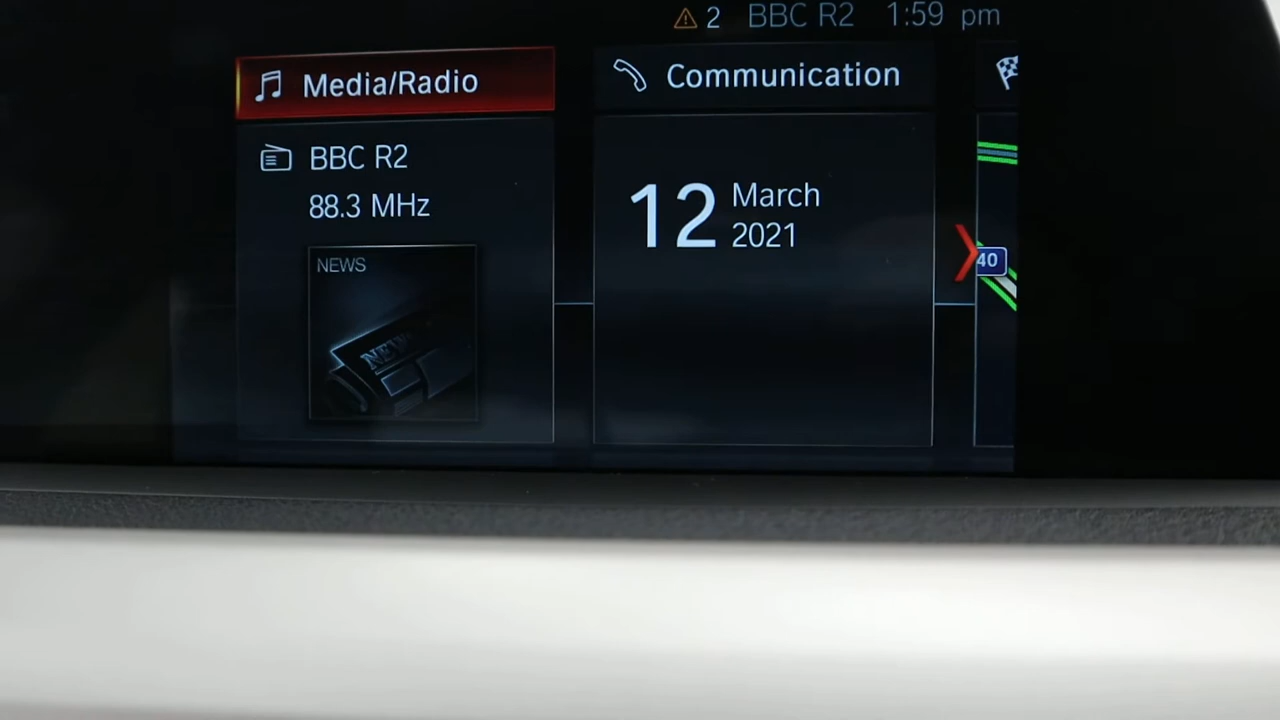 2 BBC R2 1:59 pm
Media/Radio
Communication
BBC R2
88.3 MHz
12 March
2021
40
NEWS
NEWS